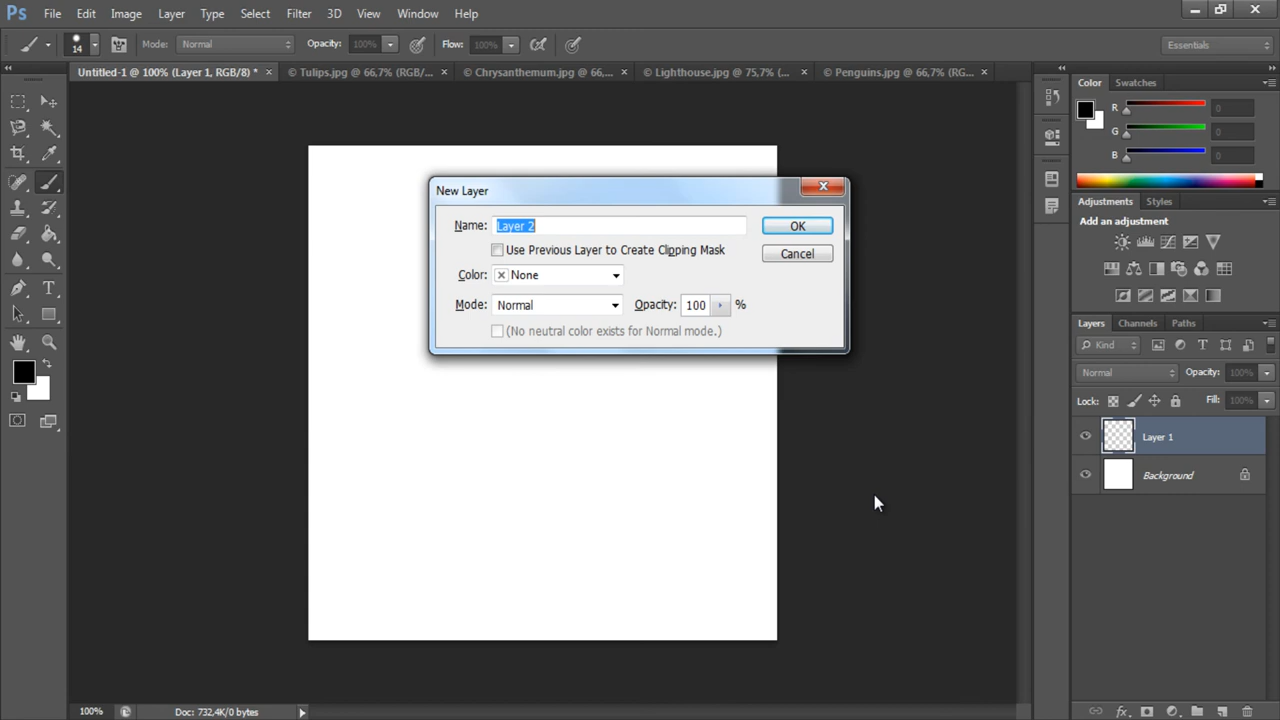 Ps File Edit Image Layer Type Select Filter 3D View Window Help
14 Mode: Normal Opacity: 100% Flow: 100% Essentials
Untitled-1 @ 100% (Layer 1, RGB/8) * × © Tulips.jpg @ 66,7% (RGB/... × © Chrysanthemum.jpg @ 66,... × © Lighthouse.jpg @ 75,7% (... × © Penguins.jpg @ 66,7% (RG... ×
Color Swatches
R 0
G 0
B 0
New Layer
Name: Layer 2 OK
Use Previous Layer to Create Clipping Mask Cancel
Color: None
Mode: Normal Opacity: 100 %
(No neutral color exists for Normal mode.)
Adjustments Styles
Add an adjustment
Layers Channels Paths
Kind
Normal Opacity: 100%
Lock: Fill: 100%
Layer 1
Background
100% Doc: 732,4K/0 bytes